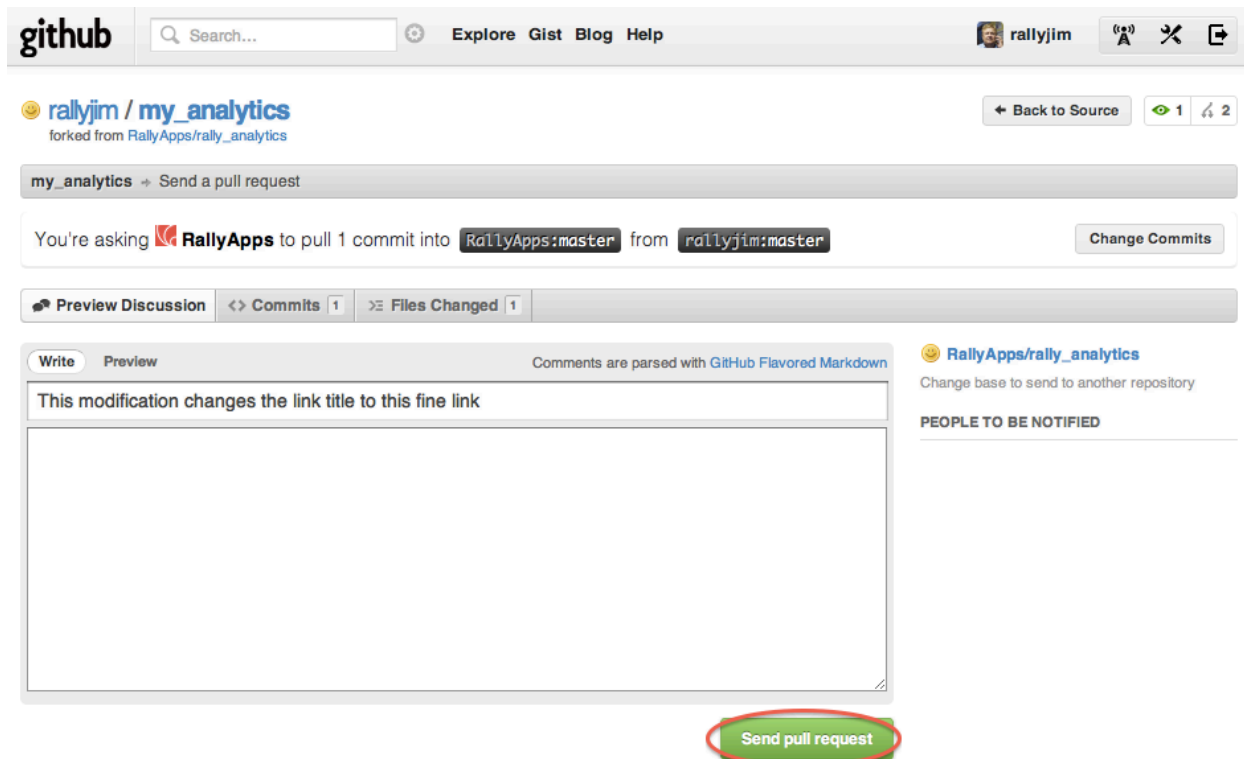 github Search... Explore Gist Blog Help rallyjim
rallyjim / my_analytics
Back to Source 1 2
forked from RallyApps/rally_analytics
my_analytics Send a pull request
You're asking RallyApps to pull 1 commit into RallyApps:master from rallyjim:master Change Commits
Preview Discussion Commits 1 Files Changed 1
Write Preview Comments are parsed with GitHub Flavored Markdown
This modification changes the link title to this fine link
RallyApps/rally_analytics
Change base to send to another repository
PEOPLE TO BE NOTIFIED
Send pull request